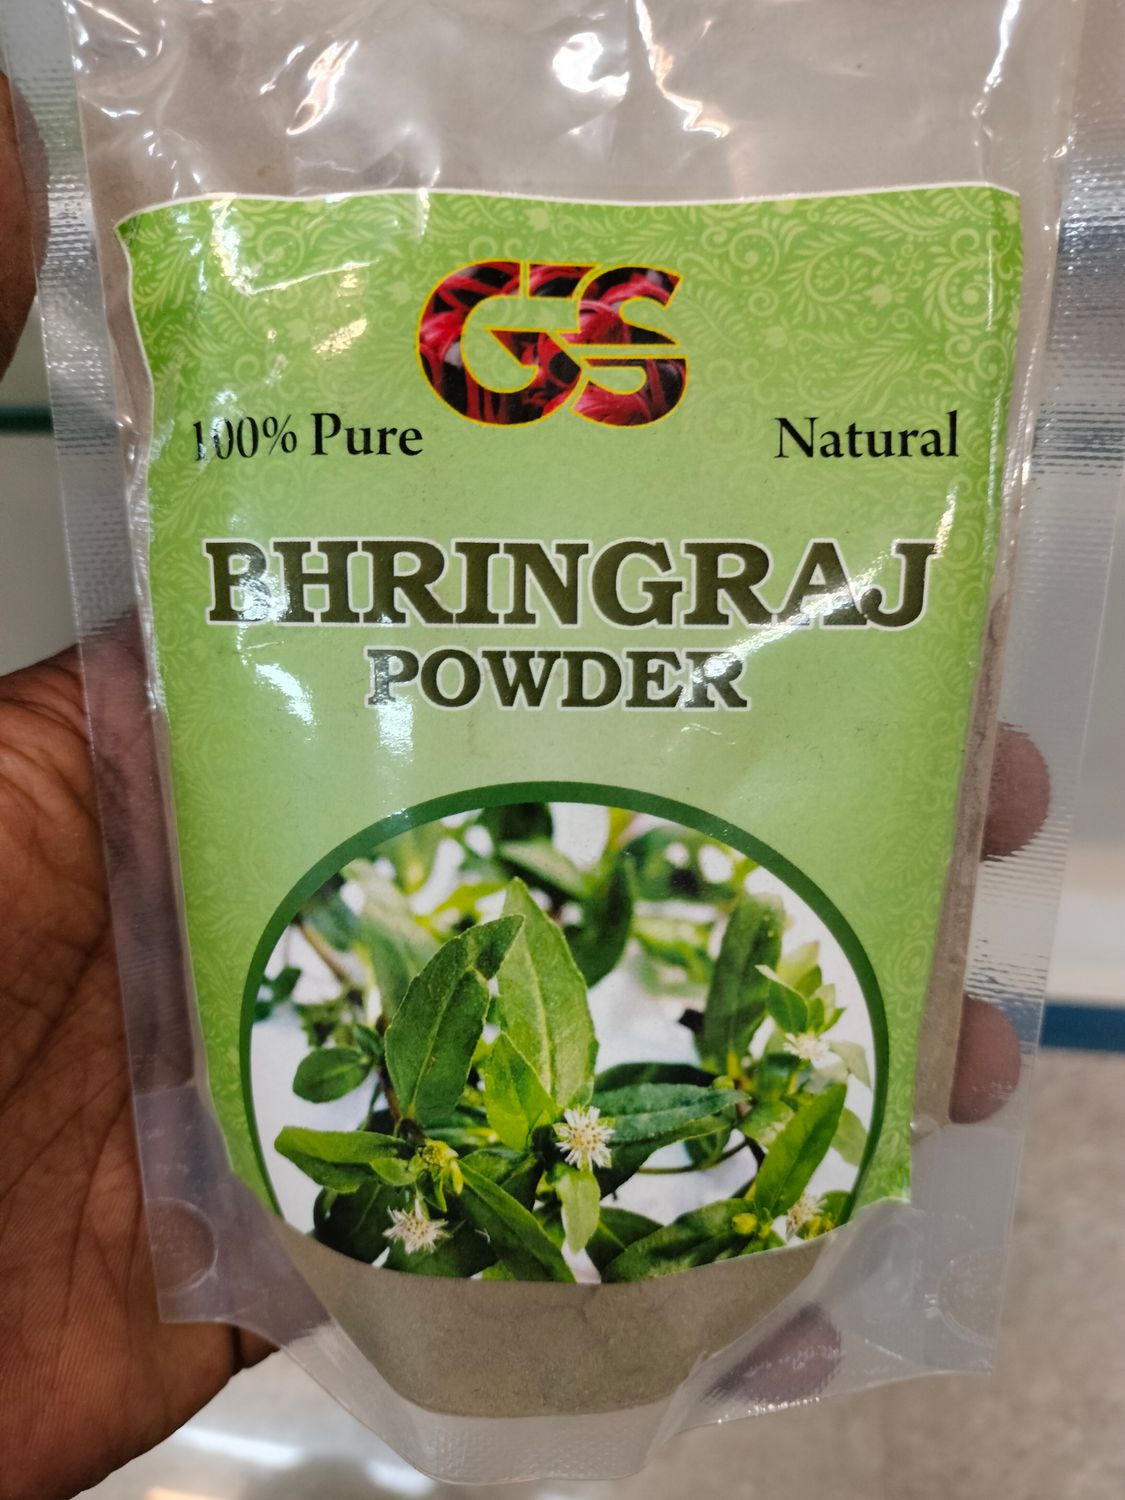 GS
100% Pure
Natural
BHRINGRAJ
POWDER